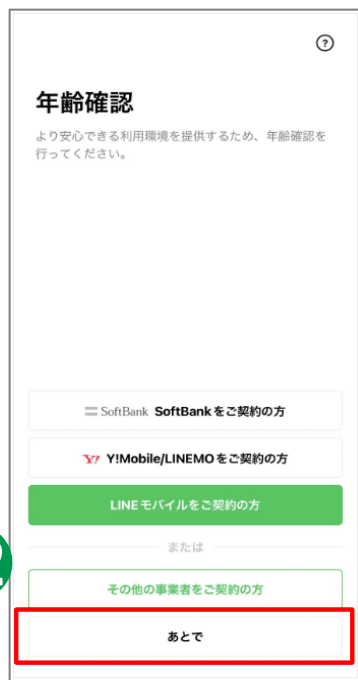 ?
年齢確認
より安心できる利用環境を提供するため、年齢確認を
行ってください。
SoftBank SoftBankをご契約の方
Y! Y!Mobile/LINEMOをご契約の方
LINEモバイルをご契約の方
または
その他の事業者をご契約の方
あとで